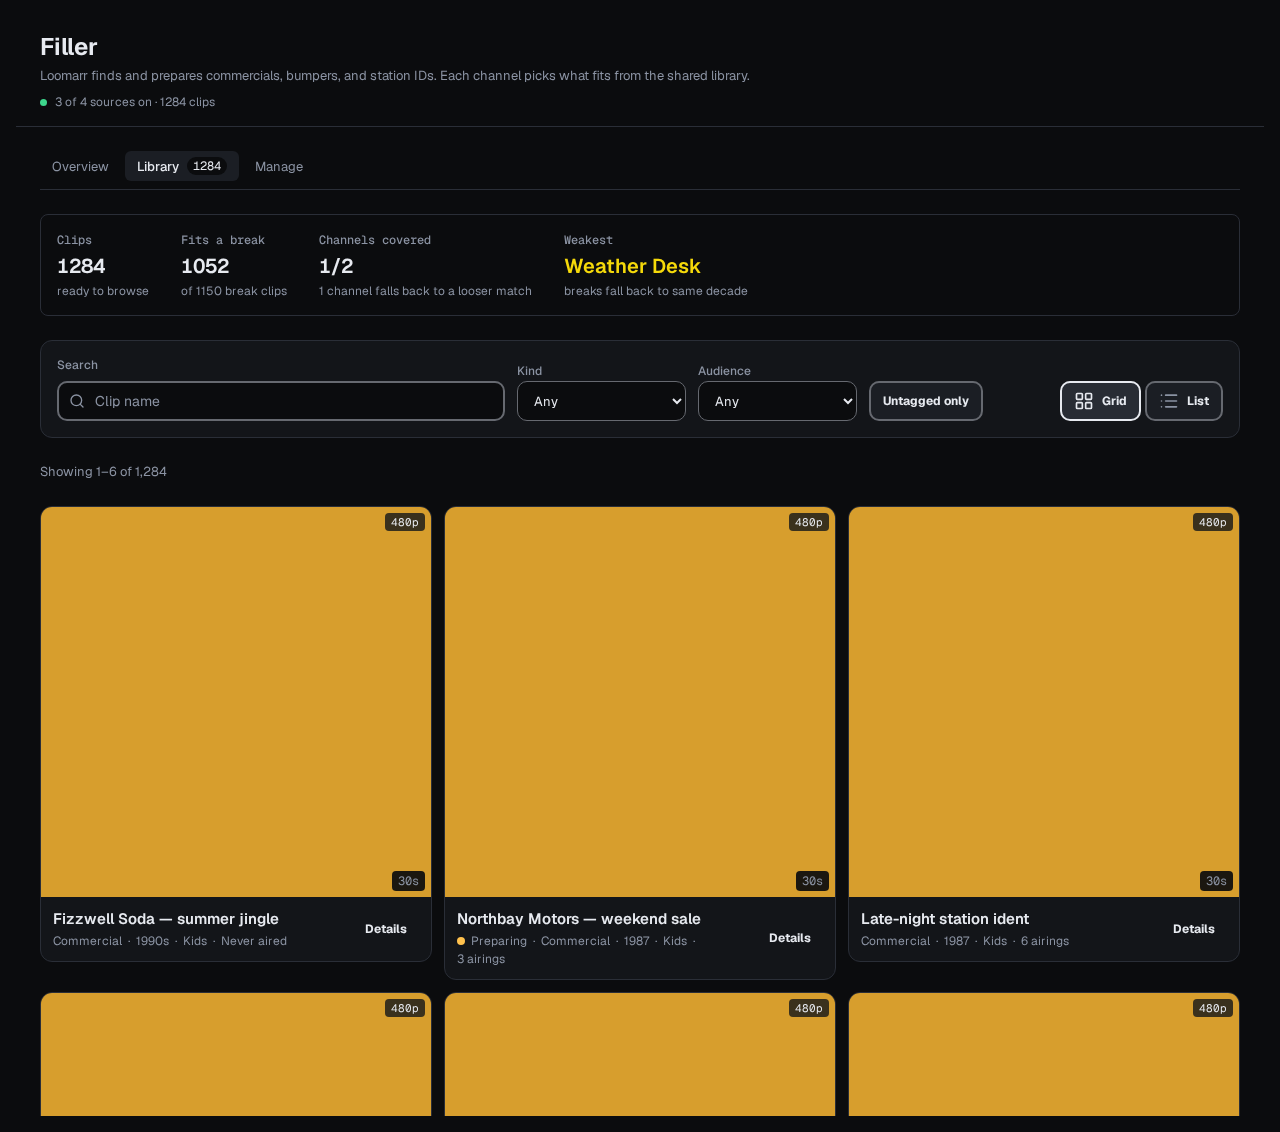 Filler
Loomarr finds and prepares commercials, bumpers, and station IDs. Each channel picks what fits from the shared library.
3 of 4 sources on · 1284 clips
Overview
Library 1284
Manage
Clips
1284
ready to browse
Fits a break
1052
of 1150 break clips
Channels covered
1/2
1 channel falls back to a looser match
Weakest
Weather Desk
breaks fall back to same decade
Search
Clip name
Kind
Any
Audience
Any
Untagged only
Grid
List
Showing 1–6 of 1,284
480p
30s
Fizzwell Soda — summer jingle
Commercial · 1990s · Kids · Never aired
Details
480p
30s
Northbay Motors — weekend sale
Preparing · Commercial · 1987 · Kids ·
3 airings
Details
480p
30s
Late-night station ident
Commercial · 1987 · Kids · 6 airings
Details
480p
480p
480p